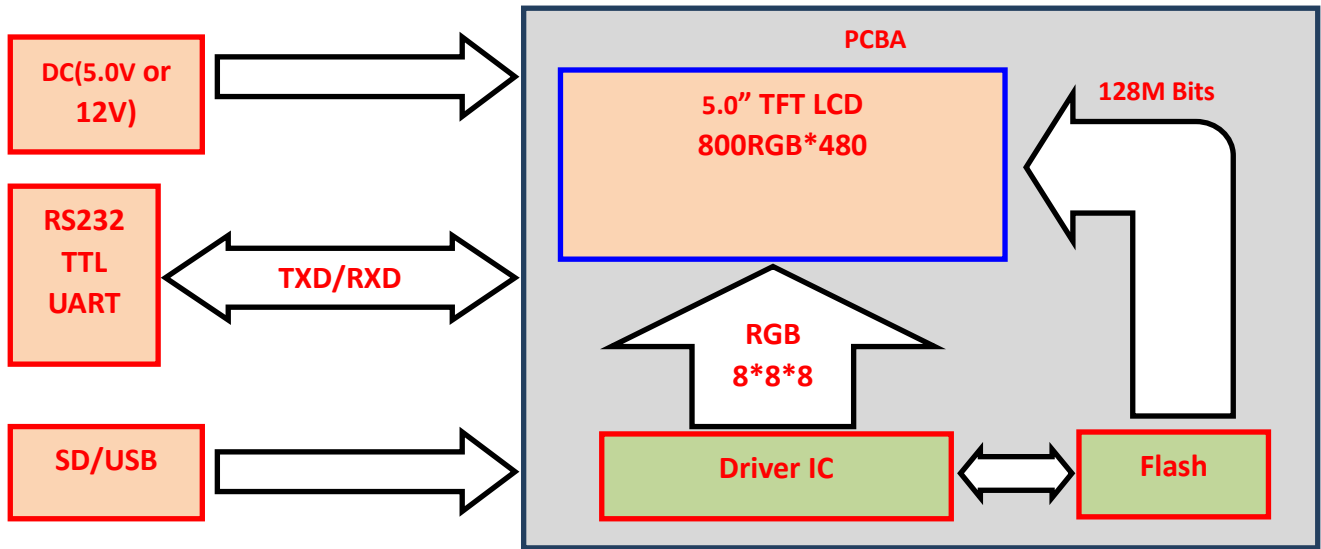 DC(5.0V or
12V)
RS232
TTL
UART
SD/USB
TXD/RXD
PCBA
5.0” TFT LCD
800RGB*480
128M Bits
RGB
8*8*8
Driver IC
Flash